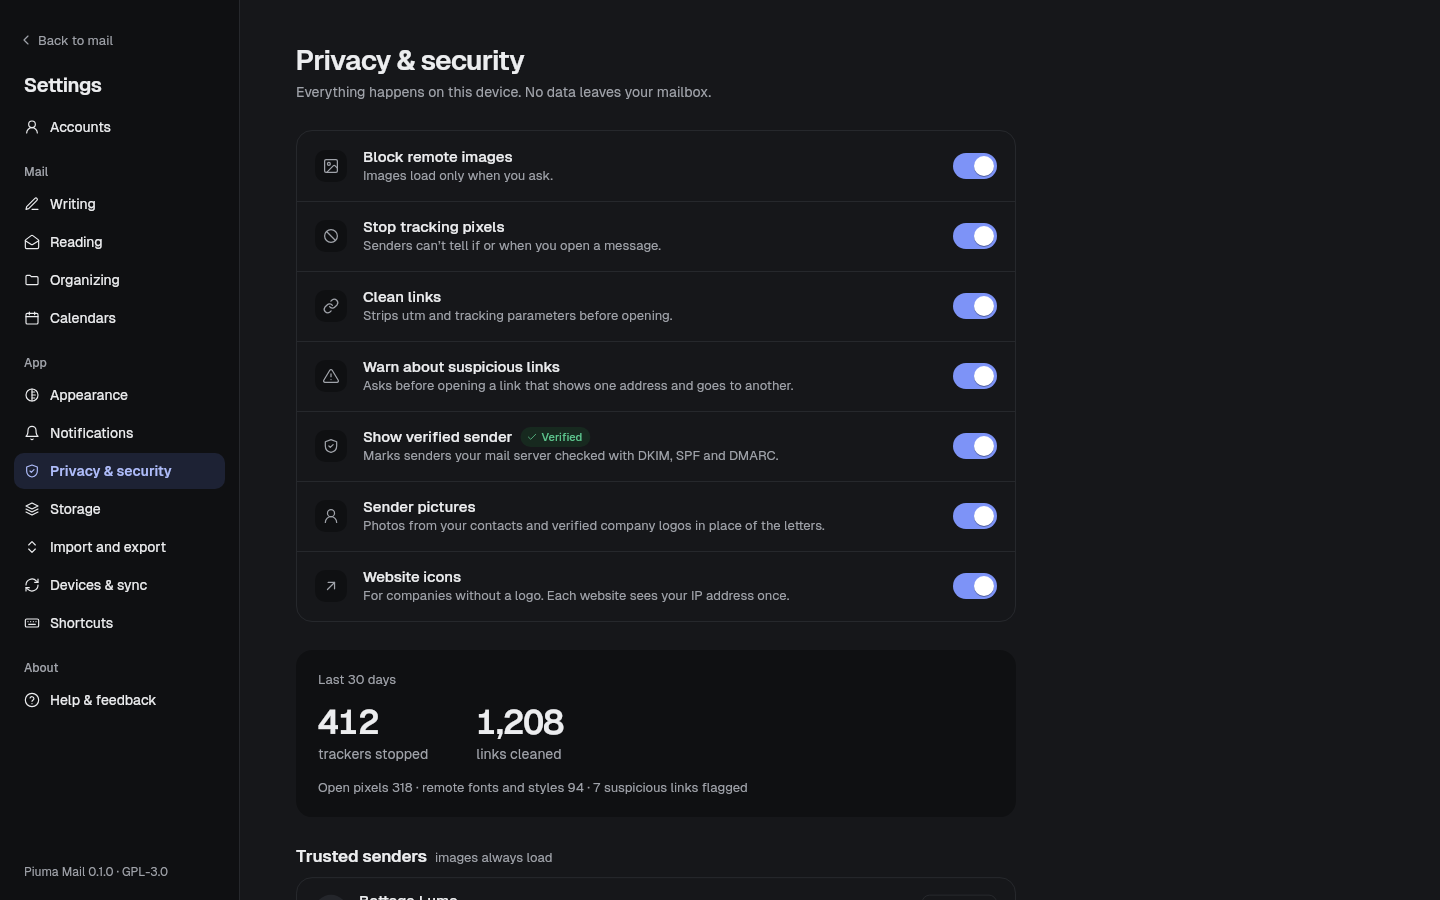 Back to mail
Settings
Accounts
Mail
Writing
Reading
Organizing
Calendars
App
Appearance
Notifications
Privacy & security
Storage
Import and export
Devices & sync
Shortcuts
About
Help & feedback
Piuma Mail 0.1.0 · GPL-3.0
Privacy & security
Everything happens on this device. No data leaves your mailbox.
Block remote images
Images load only when you ask.
Stop tracking pixels
Senders can't tell if or when you open a message.
Clean links
Strips utm and tracking parameters before opening.
Warn about suspicious links
Asks before opening a link that shows one address and goes to another.
Show verified sender Verified
Marks senders your mail server checked with DKIM, SPF and DMARC.
Sender pictures
Photos from your contacts and verified company logos in place of the letters.
Website icons
For companies without a logo. Each website sees your IP address once.
Last 30 days
412 1,208
trackers stopped links cleaned
Open pixels 318 · remote fonts and styles 94 · 7 suspicious links flagged
Trusted senders images always load